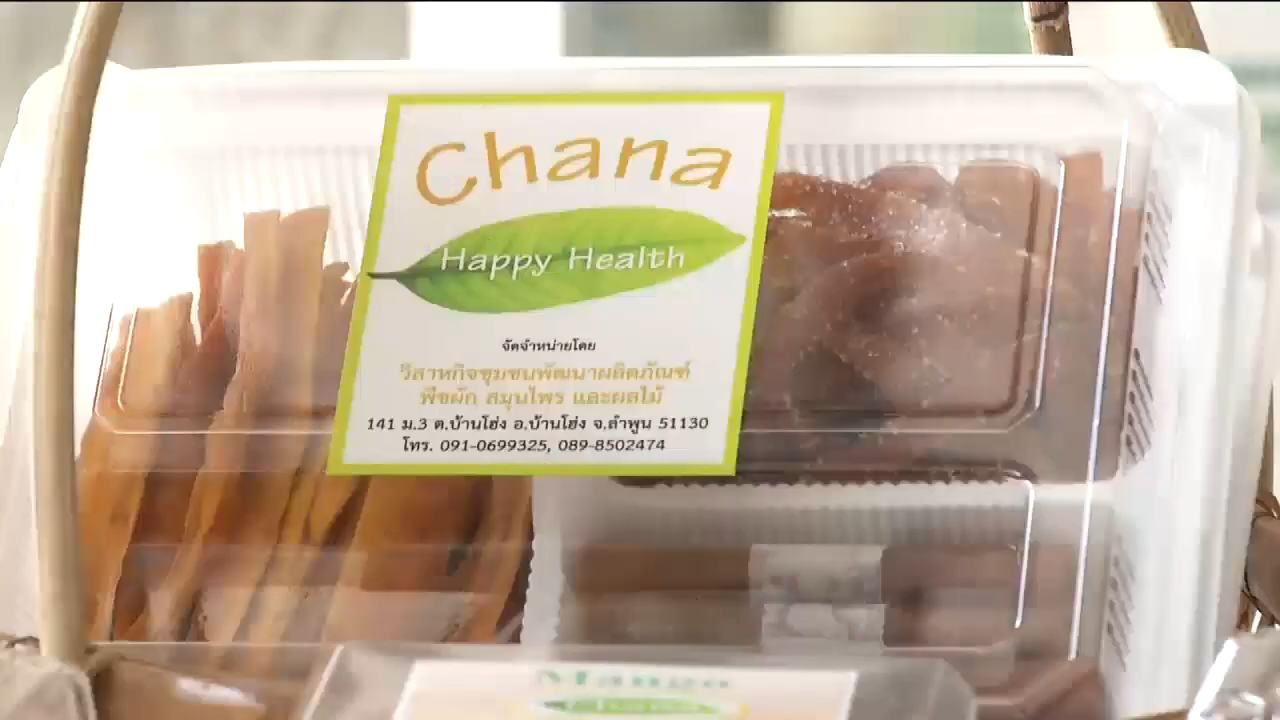 Chana
Happy Health
จัดจำหน่ายโดย
วิสาหกิจชุมชนพัฒนาผลิตภัณฑ์
พืชผัก สมุนไพร และผลไม้
141 ม.3 ต.บ้านโฮ่ง อ.บ้านโฮ่ง จ.ลำพูน 51130
โทร. 091-0699325, 089-8502474